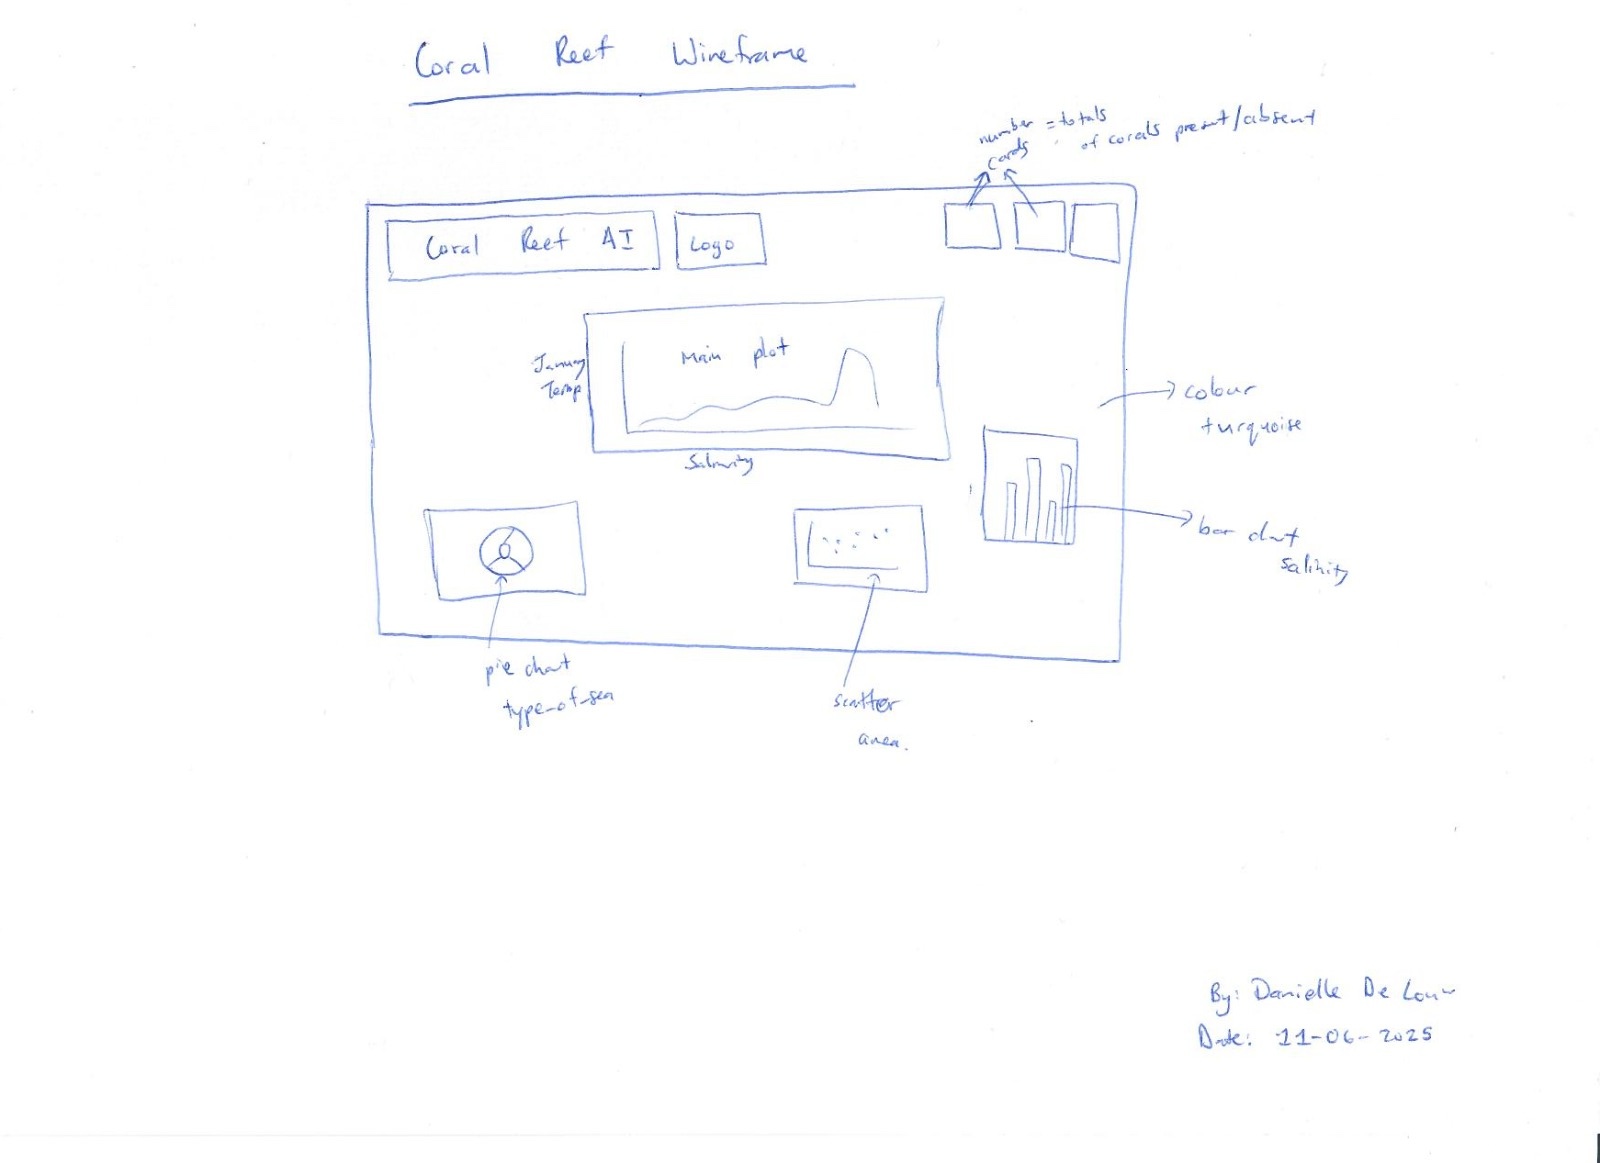 Coral Reef Wireframe
number = totals
cards of corals present/absent
Coral Reef AI
Logo
Main plot
January
Temp
Salinity
colour
turquoise
bar chart
salinity
pie chart
type-of-sea
scatter
area.
By: Danielle De Louw
Date: 11-06-2025